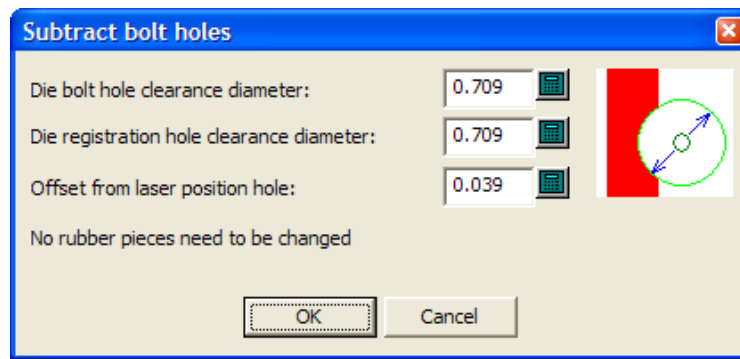 Subtract bolt holes
Die bolt hole clearance diameter: 0.709
Die registration hole clearance diameter: 0.709
Offset from laser position hole: 0.039
No rubber pieces need to be changed
OK Cancel